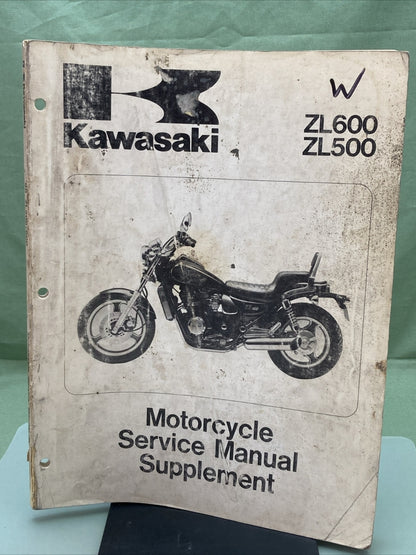 W
Kawasaki
ZL600
ZL500
Motorcycle
Service Manual
Supplement